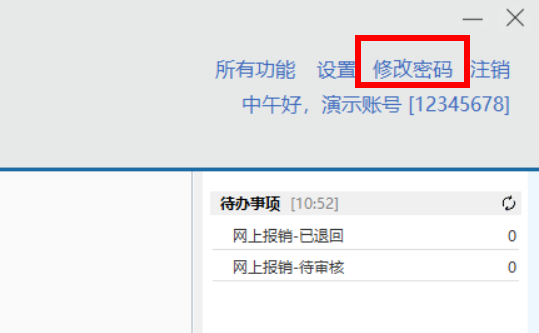 所有功能 设置 修改密码 注销
中午好，演示账号 [12345678]
待办事项 [10:52]
网上报销-已退回 0
网上报销-待审核 0